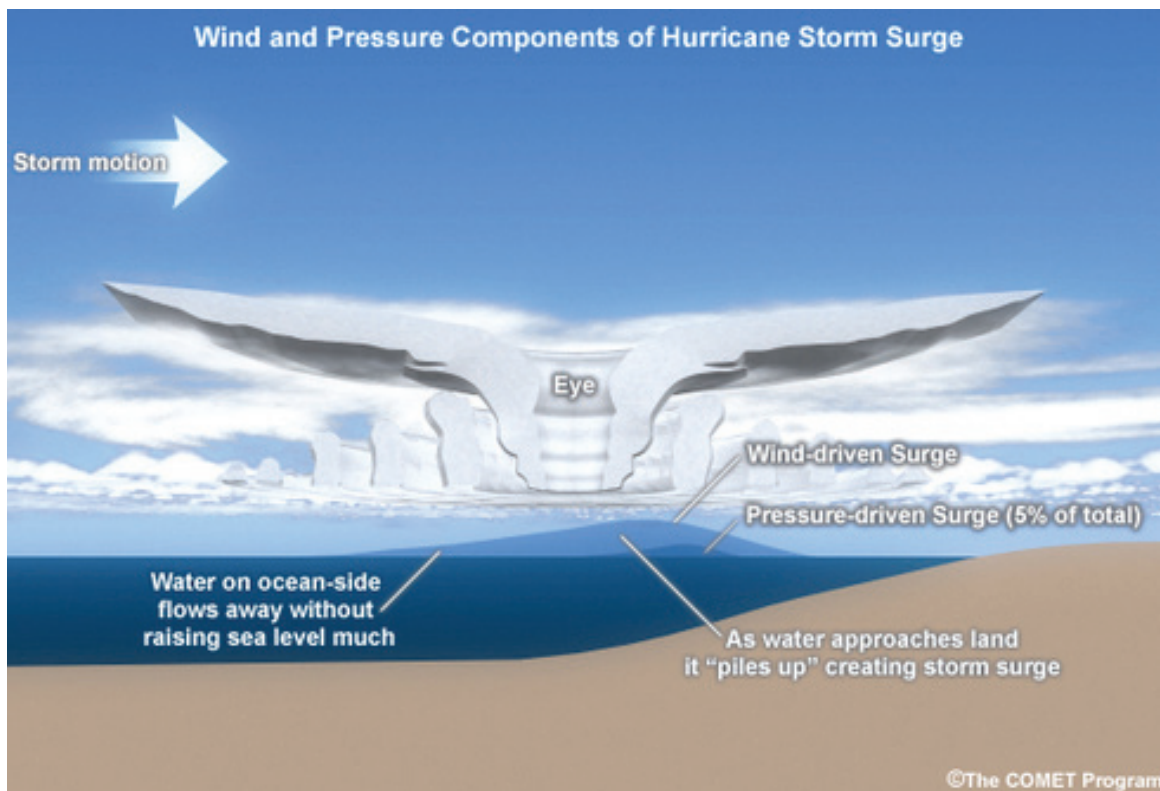 Wind and Pressure Components of Hurricane Storm Surge
Storm motion
Eye
Wind-driven Surge
Pressure-driven Surge (5% of total)
Water on ocean-side
flows away without
raising sea level much
As water approaches land
it “piles up” creating storm surge
©The COMET Program